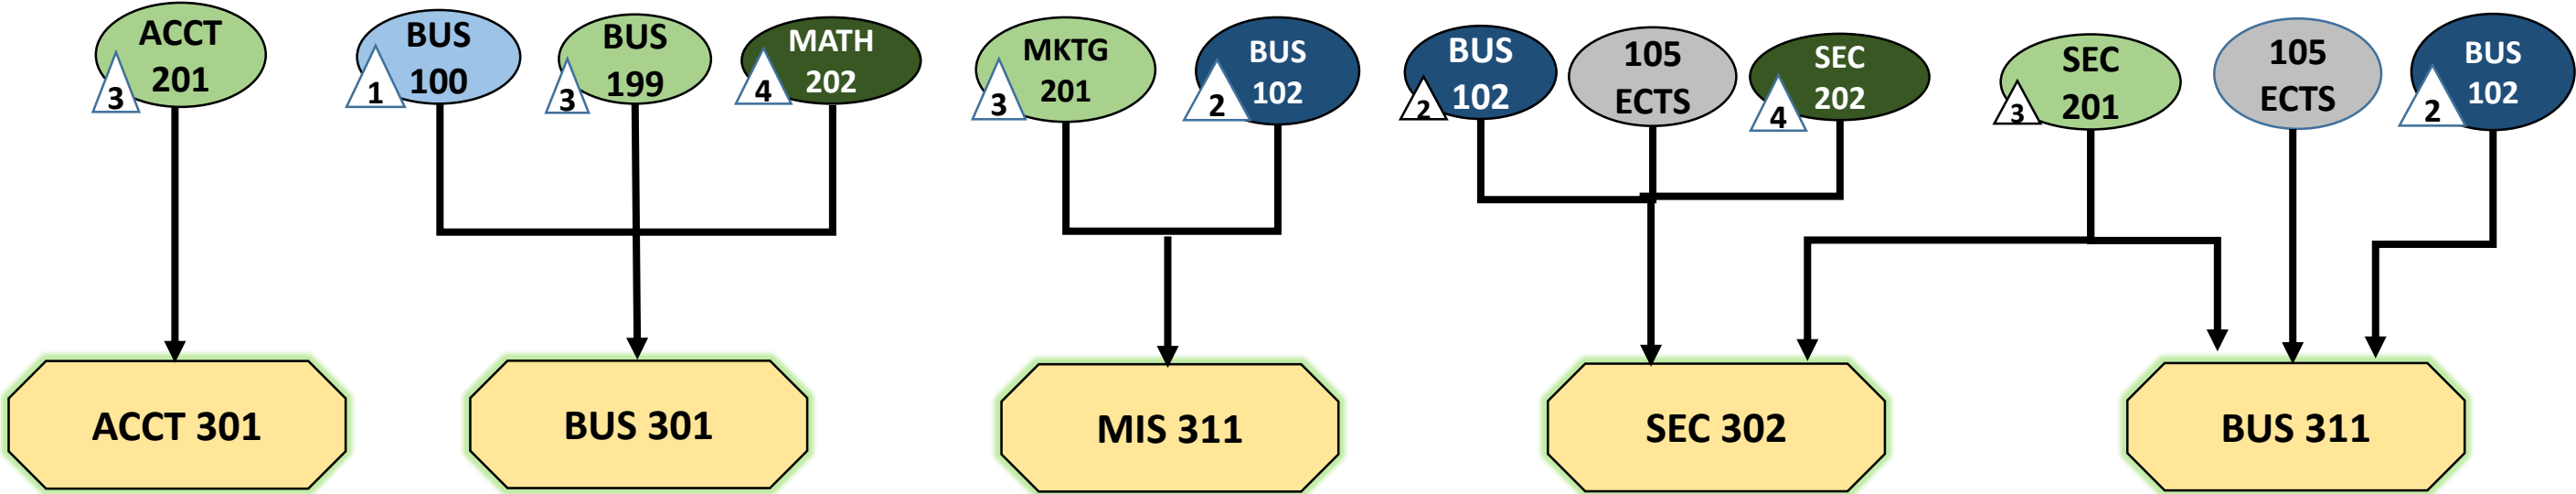 ACCT
201
3
BUS
100
1
BUS
199
3
MATH
202
4
MKTG
201
3
BUS
102
2
BUS
102
2
105
ECTS
SEC
202
4
SEC
201
3
105
ECTS
BUS
102
2
ACCT 301
BUS 301
MIS 311
SEC 302
BUS 311